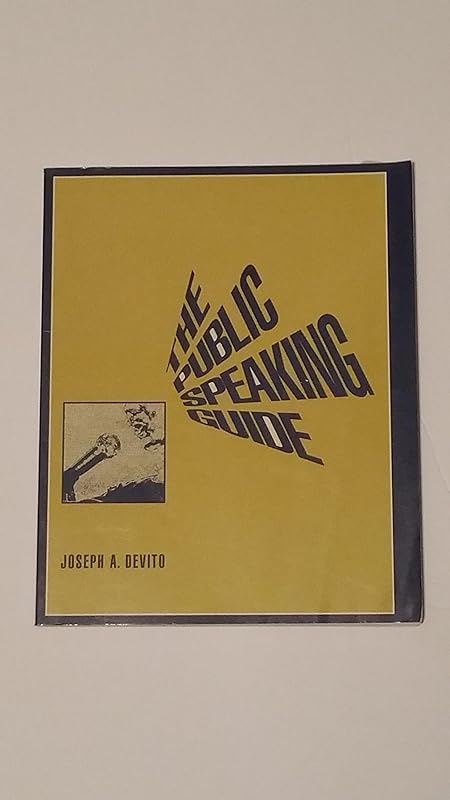 THE
PUBLIC
SPEAKING
GUIDE
JOSEPH A. DEVITO